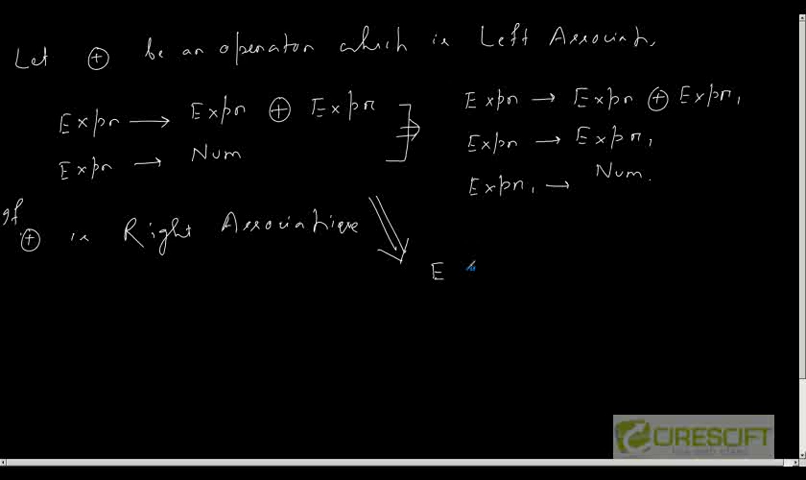 Let ⊕ be an operator which is Left Associati.
Expr → Expr ⊕ Expr
Expr → Num
Expr → Expr ⊕ Expr₁
Expr → Expr₁
Expr₁ → Num.
If ⊕ is Right Associative
E
CIRESCIFT